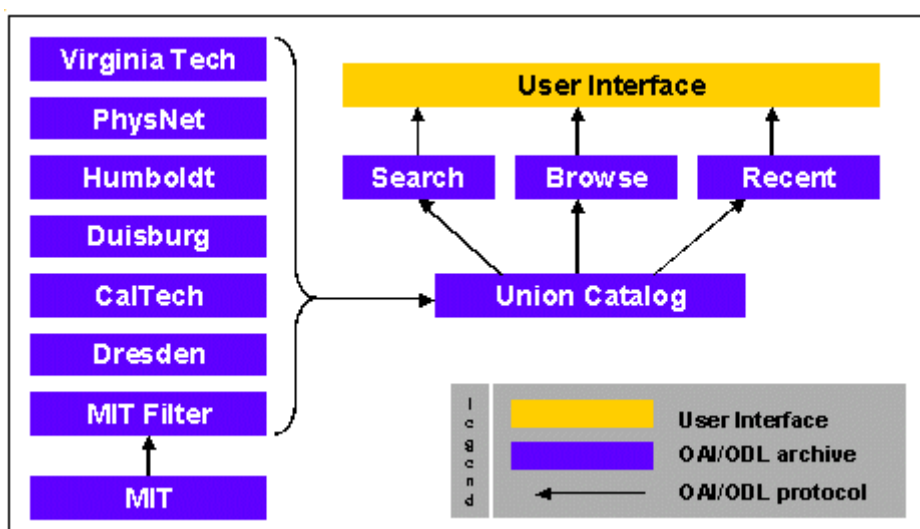 Virginia Tech
PhysNet
Humboldt
Duisburg
CalTech
Dresden
MIT Filter
MIT
User Interface
Search
Browse
Recent
Union Catalog
legend
User Interface
OAI/ODL archive
OAI/ODL protocol